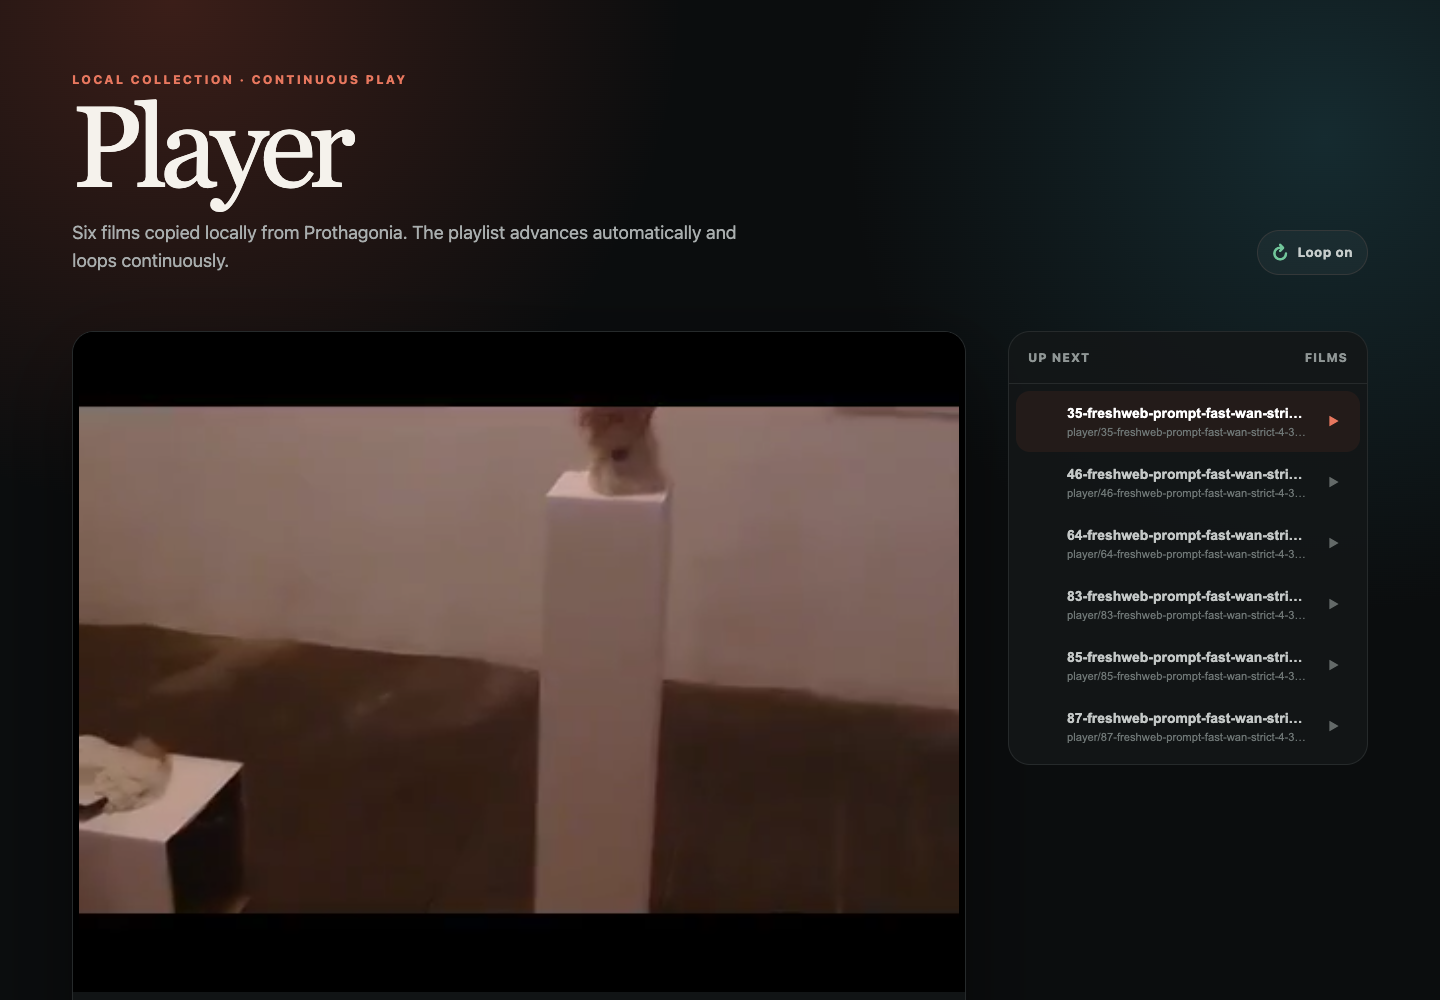 LOCAL COLLECTION · CONTINUOUS PLAY
Player
Six films copied locally from Prothagonia. The playlist advances automatically and
loops continuously.
Loop on
UP NEXT
FILMS
35-freshweb-prompt-fast-wan-stri...
player/35-freshweb-prompt-fast-wan-strict-4-3...
46-freshweb-prompt-fast-wan-stri...
player/46-freshweb-prompt-fast-wan-strict-4-3...
64-freshweb-prompt-fast-wan-stri...
player/64-freshweb-prompt-fast-wan-strict-4-3...
83-freshweb-prompt-fast-wan-stri...
player/83-freshweb-prompt-fast-wan-strict-4-3...
85-freshweb-prompt-fast-wan-stri...
player/85-freshweb-prompt-fast-wan-strict-4-3...
87-freshweb-prompt-fast-wan-stri...
player/87-freshweb-prompt-fast-wan-strict-4-3...